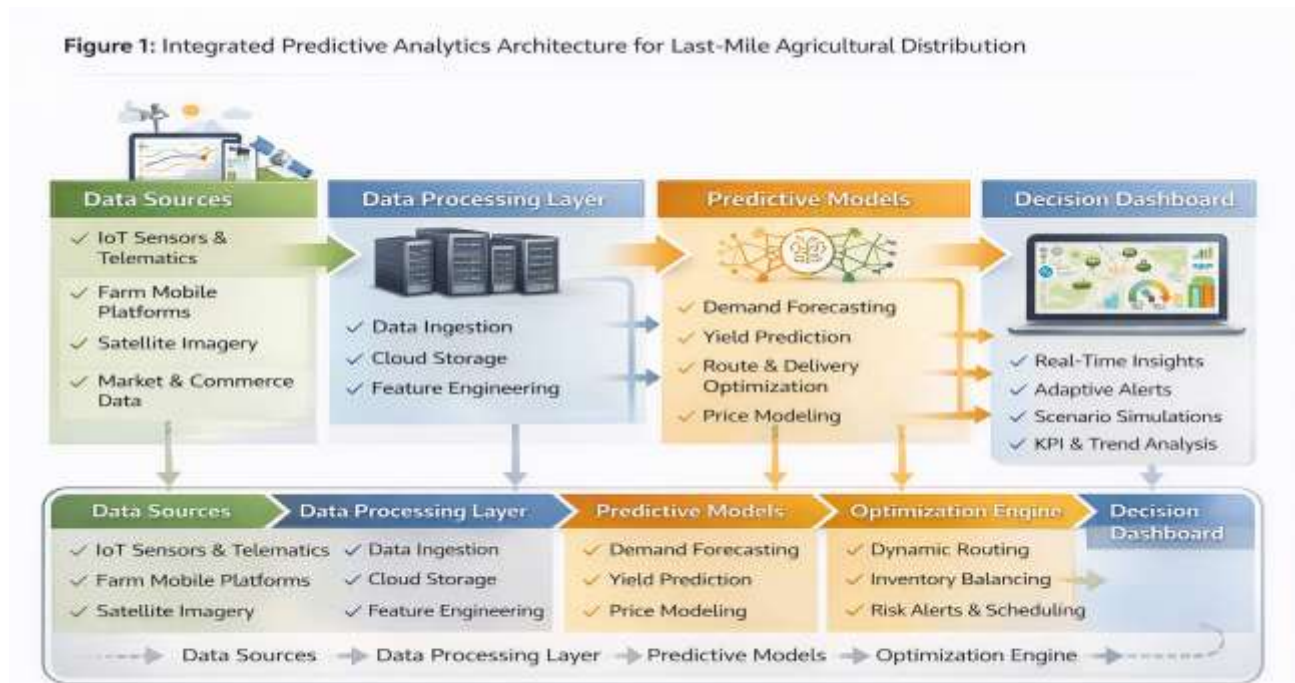 Figure 1: Integrated Predictive Analytics Architecture for Last-Mile Agricultural Distribution
Data Sources
✓ IoT Sensors &
Telematics
✓ Farm Mobile
Platforms
✓ Satellite Imagery
✓ Market & Commerce
Data
Data Processing Layer
✓ Data Ingestion
✓ Cloud Storage
✓ Feature Engineering
Predictive Models
✓ Demand Forecasting
✓ Yield Prediction
✓ Route & Delivery
Optimization
✓ Price Modeling
Decision Dashboard
✓ Real-Time Insights
✓ Adaptive Alerts
✓ Scenario Simulations
✓ KPI & Trend Analysis
Data Sources
✓ IoT Sensors & Telematics
✓ Farm Mobile Platforms
✓ Satellite Imagery
Data Processing Layer
✓ Data Ingestion
✓ Cloud Storage
✓ Feature Engineering
Predictive Models
✓ Demand Forecasting
✓ Yield Prediction
✓ Price Modeling
Optimization Engine
✓ Dynamic Routing
✓ Inventory Balancing
✓ Risk Alerts & Scheduling
Decision
Dashboard
Data Sources → Data Processing Layer → Predictive Models → Optimization Engine →